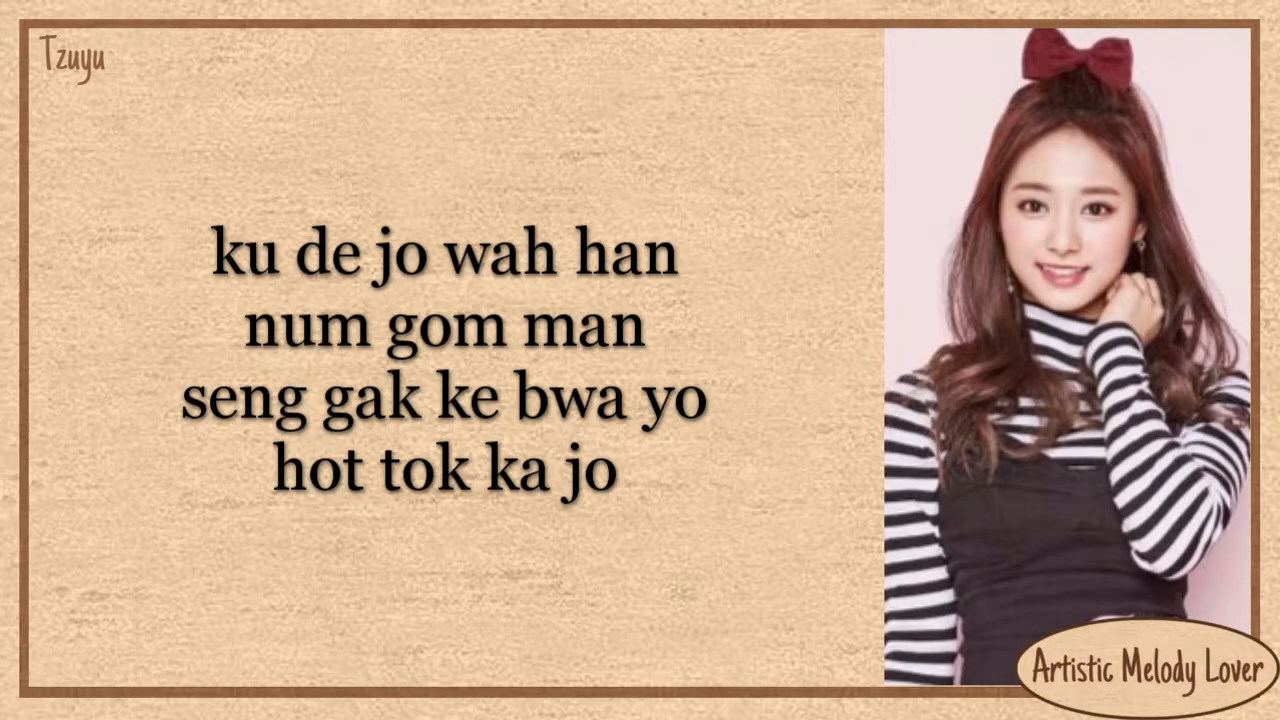 Tzuyu
ku de jo wah han
num gom man
seng gak ke bwa yo
hot tok ka jo
Artistic Melody Lover